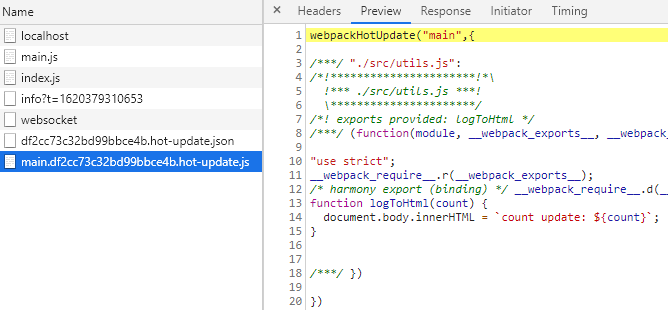 Name
localhost
main.js
index.js
info?t=1620379310653
websocket
df2cc73c32bd99bbce4b.hot-update.json
main.df2cc73c32bd99bbce4b.hot-update.js
× Headers Preview Response Initiator Timing
1 webpackHotUpdate("main",{
2
3 /***/ "./src/utils.js":
4 /*!**********************!*\
5   !*** ./src/utils.js ***!
6   \**********************/
7 /*! exports provided: logToHtml */
8 /***/ (function(module, __webpack_exports__, __webpack_
9
10 "use strict";
11 __webpack_require__.r(__webpack_exports__);
12 /* harmony export (binding) */ __webpack_require__.d(__
13 function logToHtml(count) {
14   document.body.innerHTML = `count update: ${count}`;
15 }
16
17
18 /***/ })
19
20 })